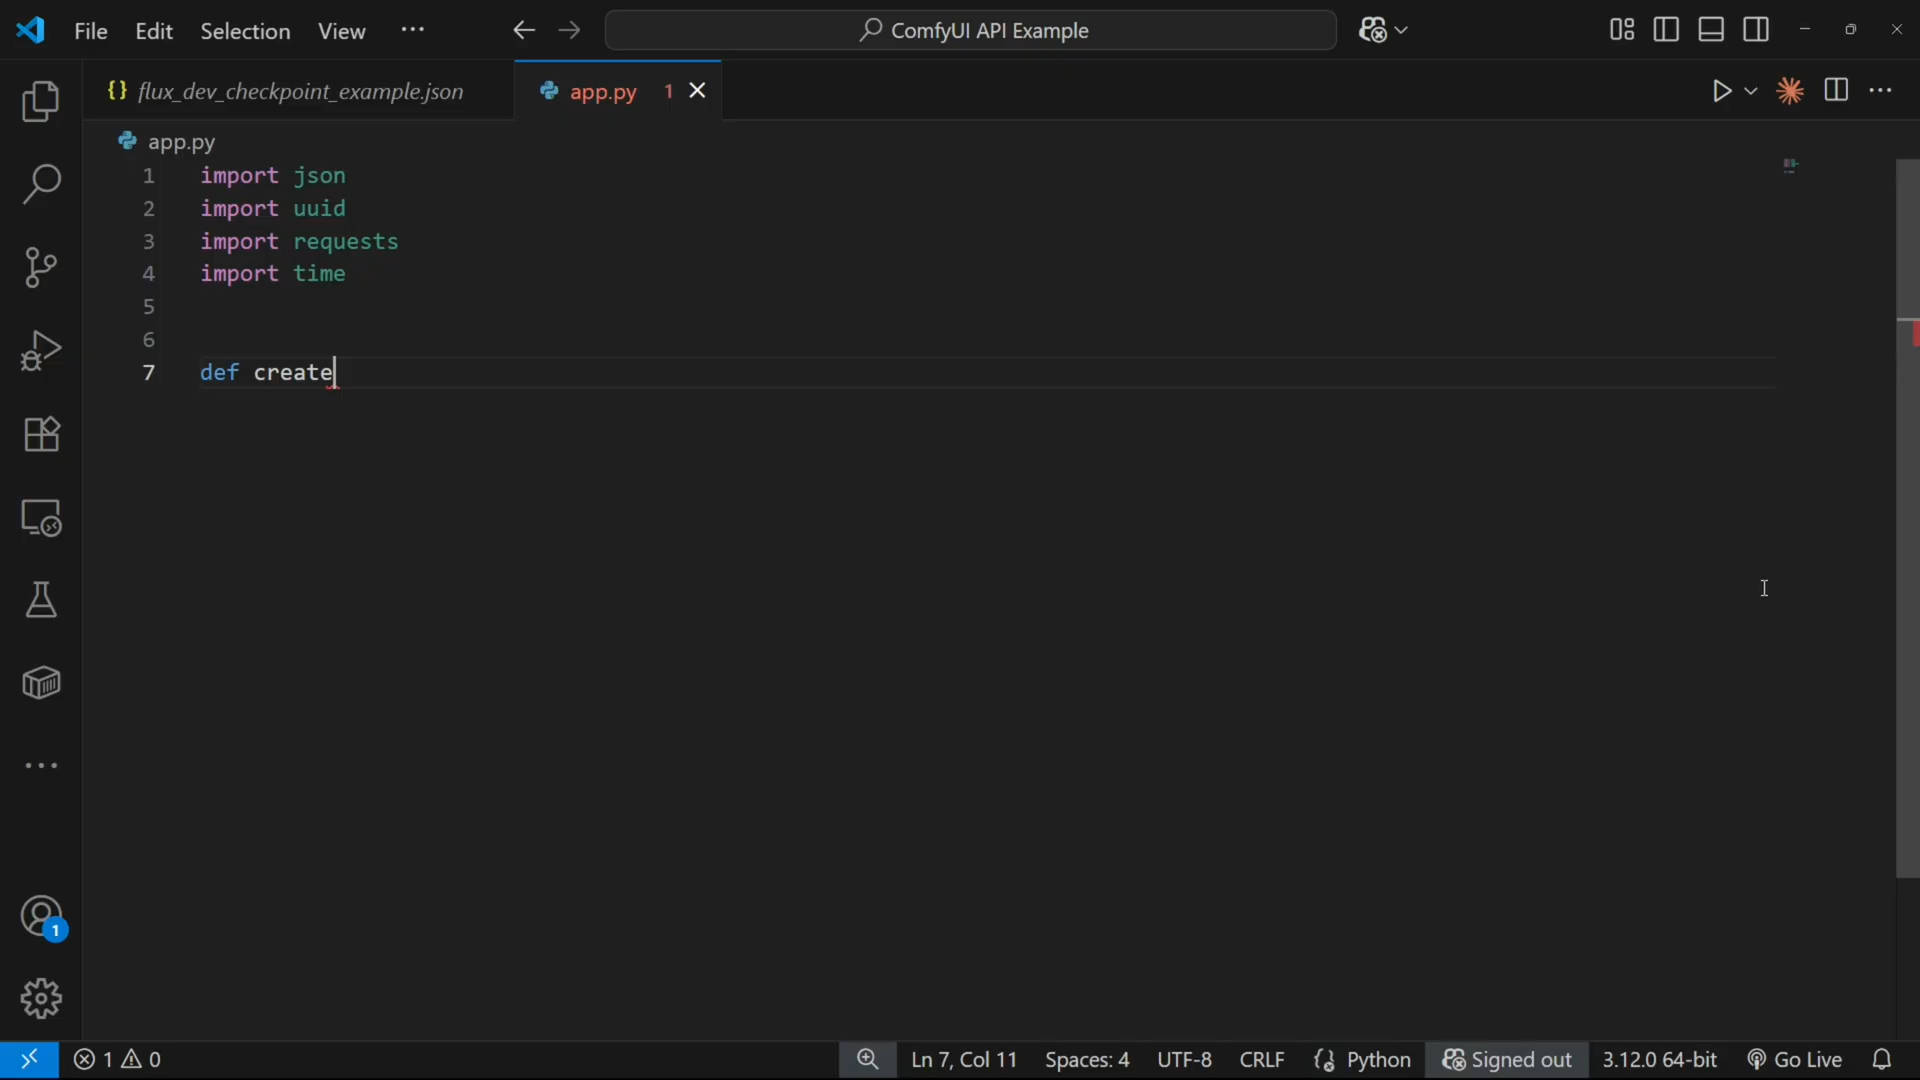 File Edit Selection View ···
ComfyUI API Example
{} flux_dev_checkpoint_example.json
app.py 1
app.py
1 import json
2 import uuid
3 import requests
4 import time
5
6
7 def create
1
1 0
Ln 7, Col 11 Spaces: 4 UTF-8 CRLF Python Signed out 3.12.0 64-bit Go Live